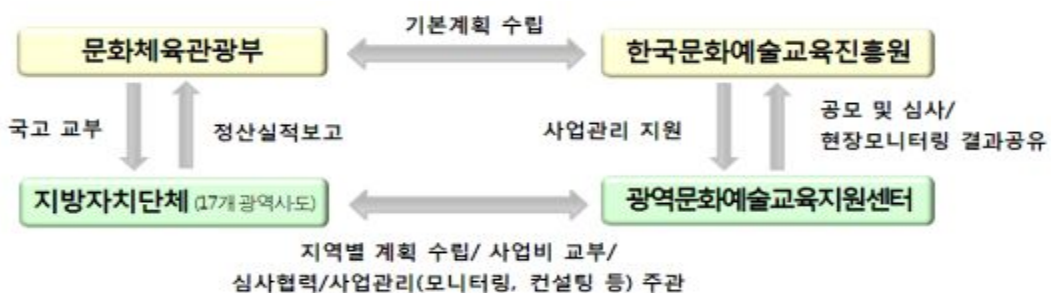 기본계획 수립
문화체육관광부
한국문화예술교육진흥원
국고 교부
정산실적보고
사업관리 지원
공모 및 심사/
현장모니터링 결과공유
지방자치단체 (17개 광역시도)
광역문화예술교육지원센터
지역별 계획 수립/ 사업비 교부/
심사협력/사업관리(모니터링, 컨설팅 등) 주관